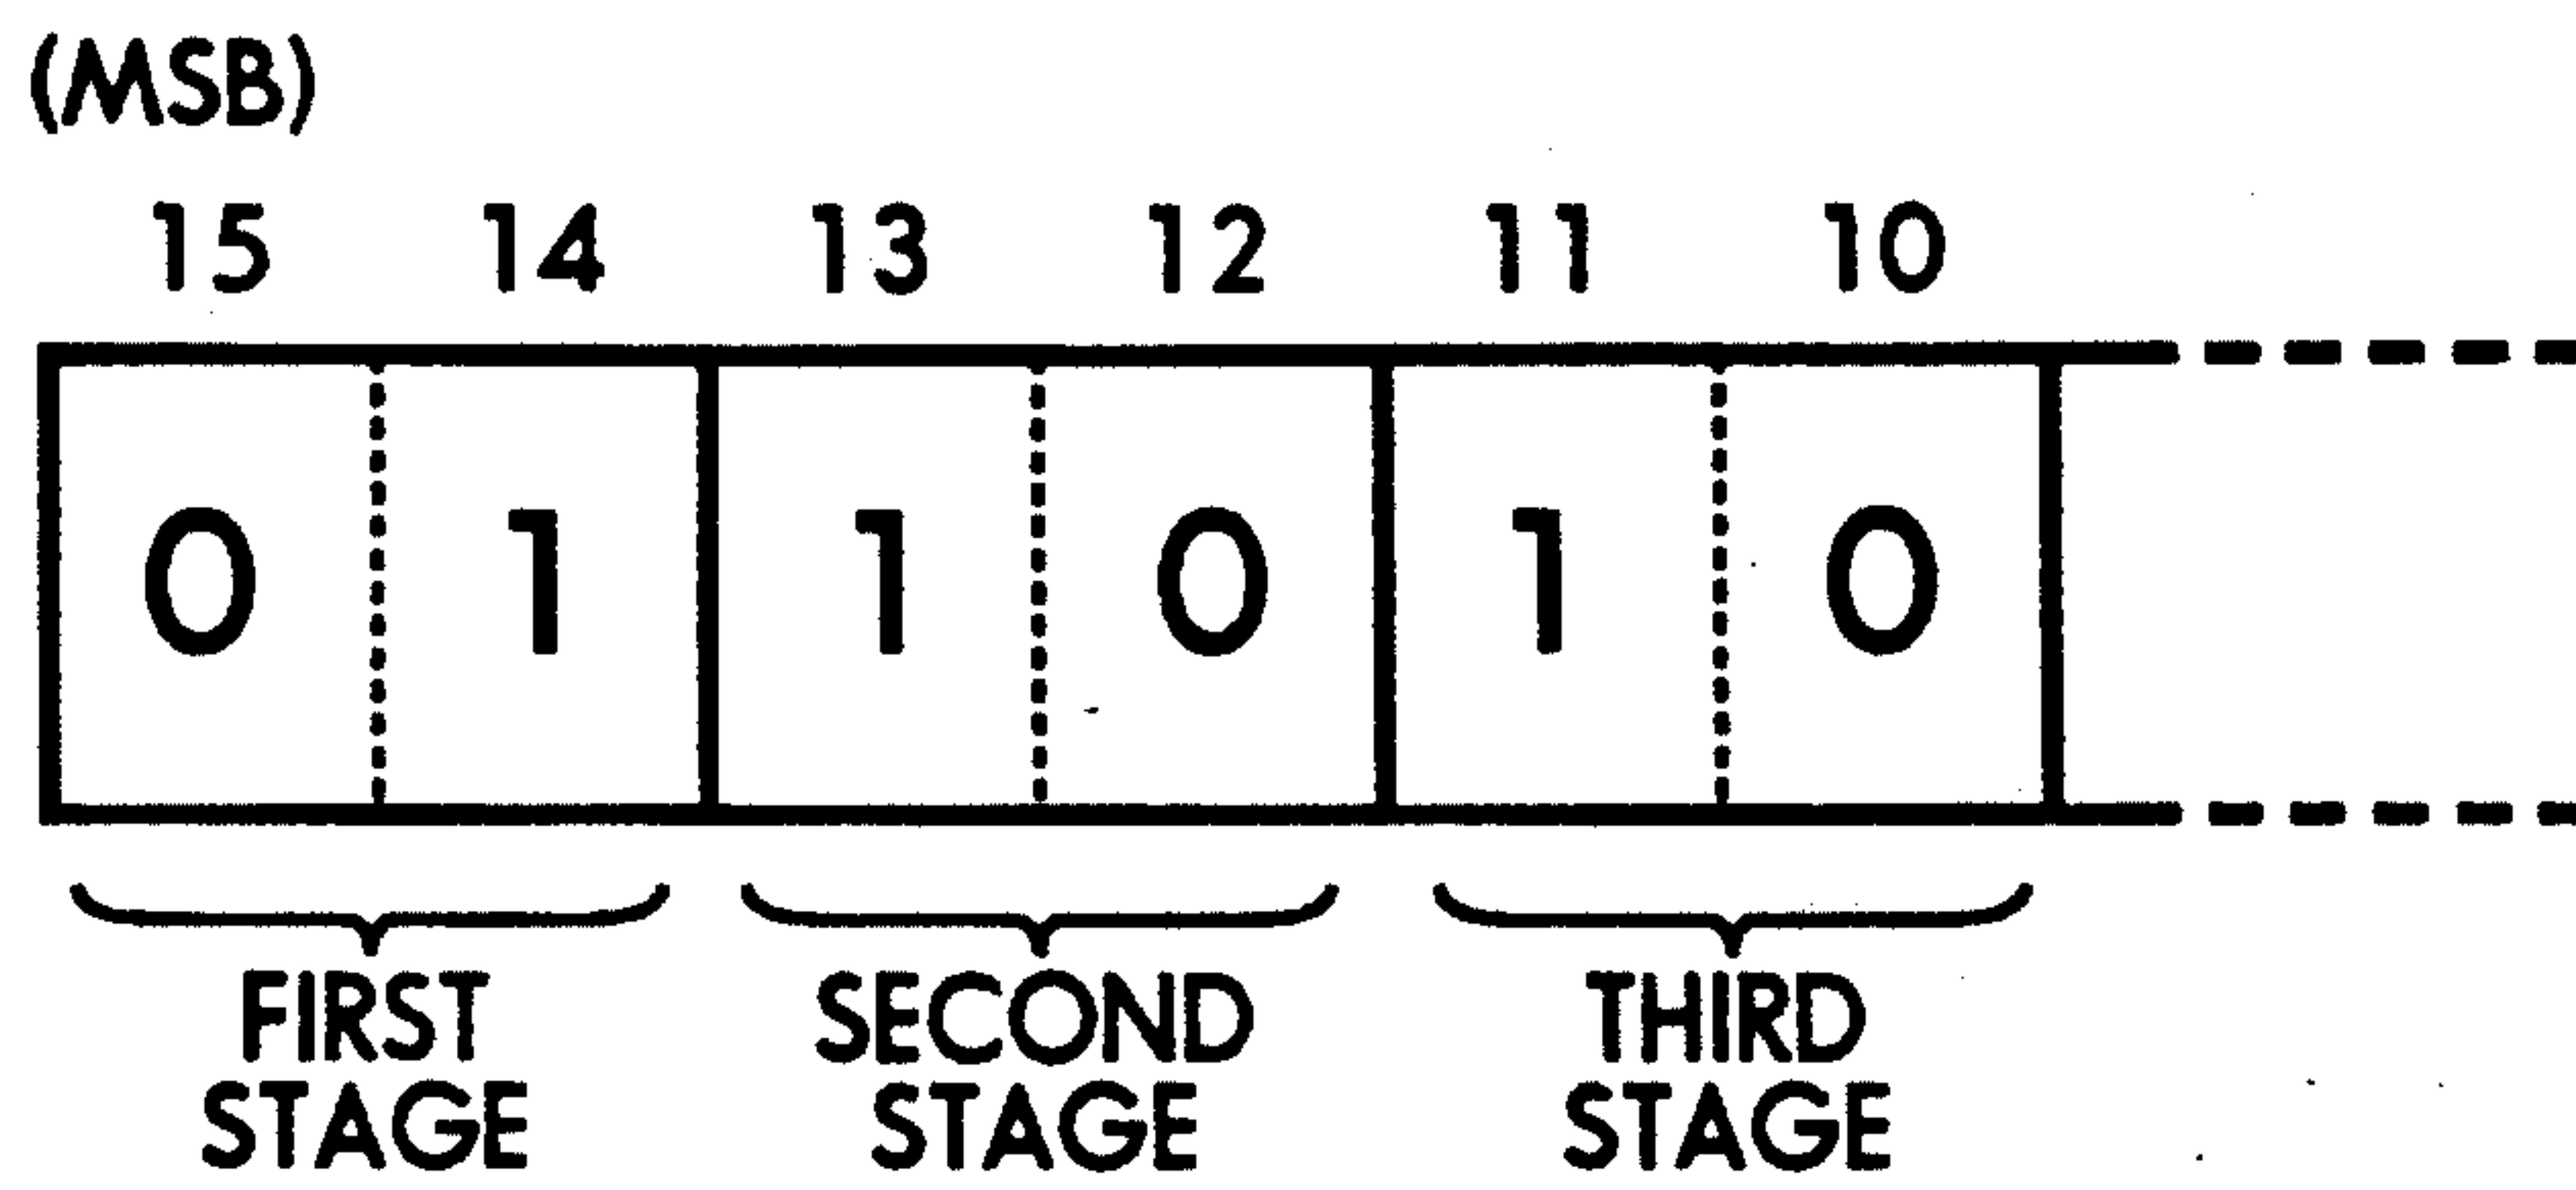 (MSB)
15 14 13 12 11 10
0 1 1 0 1 0
FIRST SECOND THIRD
STAGE STAGE STAGE